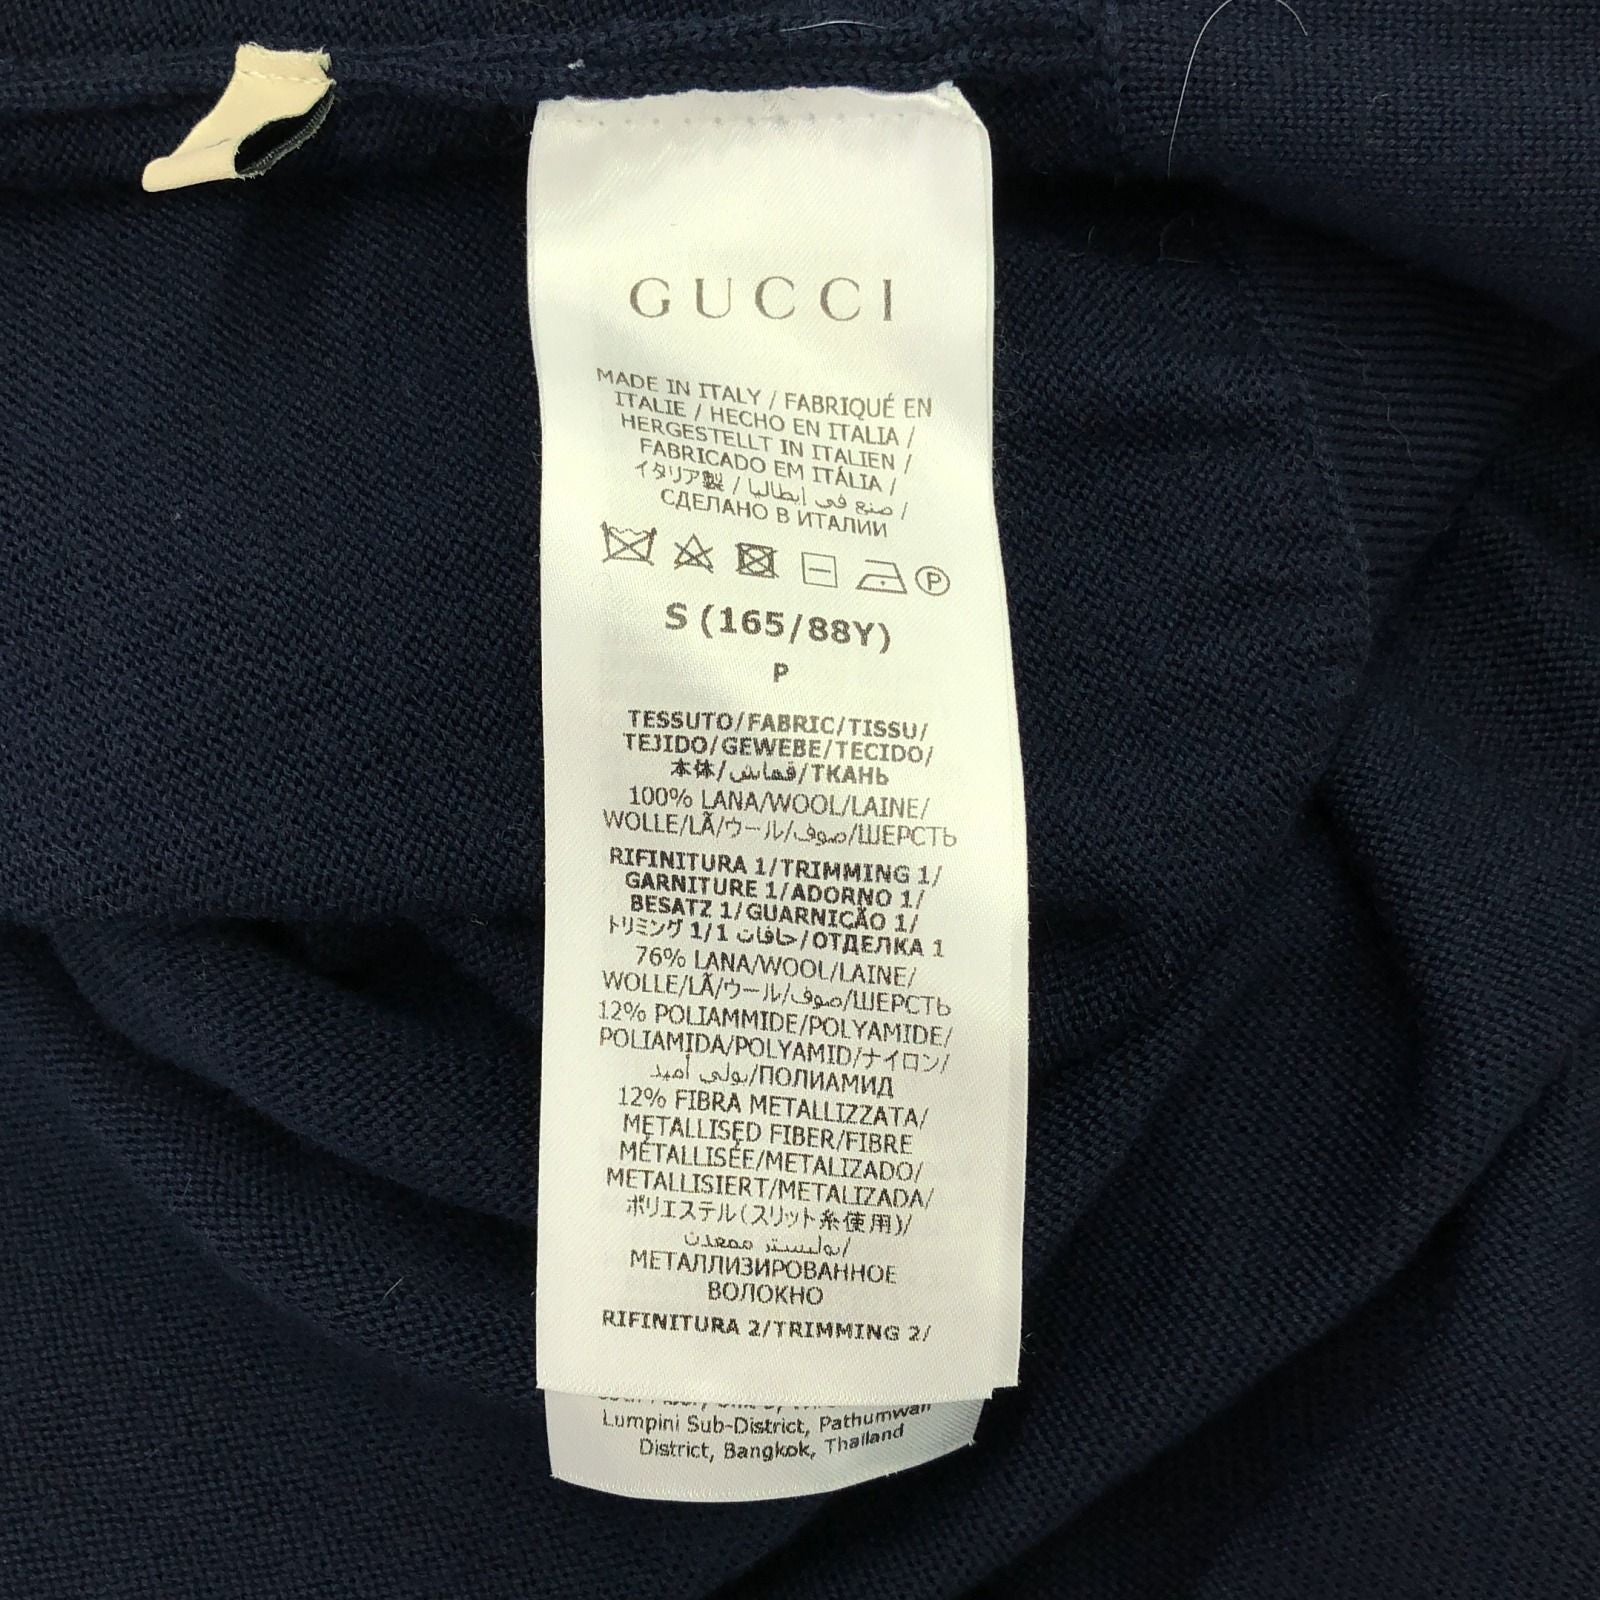 GUCCI
MADE IN ITALY / FABRIQUÉ EN
ITALIE / HECHO EN ITALIA /
HERGESTELLT IN ITALIEN /
FABRICADO EM ITÁLIA /
イタリア製 / صنع في إيطاليا /
СДЕЛАНО В ИТАЛИИ
P
S (165/88Y)
P
TESSUTO/FABRIC/TISSU/
TEJIDO/GEWEBE/TECIDO/
本体/قماش/ТКАНЬ
100% LANA/WOOL/LAINE/
WOLLE/LÃ/ウール/صوف/ШЕРСТЬ
RIFINITURA 1/TRIMMING 1/
GARNITURE 1/ADORNO 1/
BESATZ 1/GUARNIÇÃO 1/
トリミング 1/1 حافات/ОТДЕЛКА 1
76% LANA/WOOL/LAINE/
WOLLE/LÃ/ウール/صوف/ШЕРСТЬ
12% POLIAMMIDE/POLYAMIDE/
POLIAMIDA/POLYAMID/ナイロン/
بولي أميد/ПОЛИАМИД
12% FIBRA METALLIZZATA/
METALLISED FIBER/FIBRE
MÉTALLISÉE/METALIZADO/
METALLISIERT/METALIZADA/
ポリエステル(スリット糸使用)/
بوليستر ممعدن/
МЕТАЛЛИЗИРОВАННОЕ
ВОЛОКНО
RIFINITURA 2/TRIMMING 2/
Lumpini Sub-District, Pathumwan
District, Bangkok, Thailand